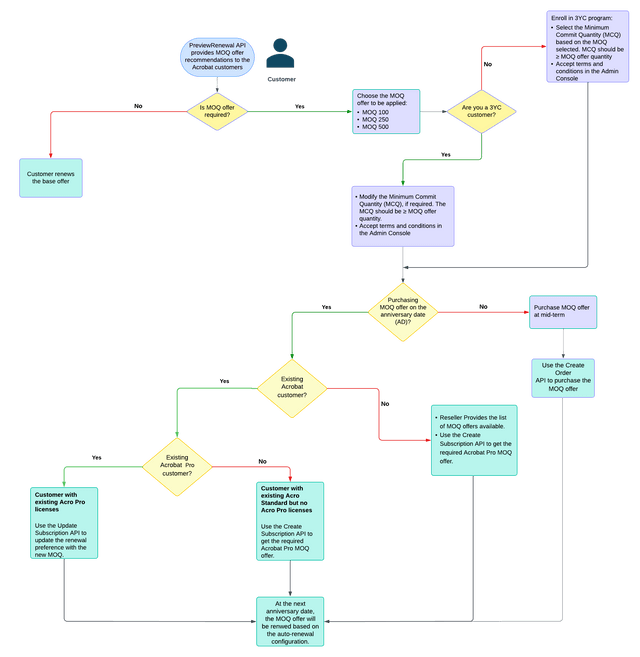 Enroll in 3YC program:
• Select the Minimum
Commit Quantity (MCQ)
based on the MOQ
selected. MCQ should be
≥ MOQ offer quantity
• Accept terms and
conditions in the Admin
Console
PreviewRenewal API
provides MOQ offer
recommendations to the
Acrobat customers
Customer
No
No
Is MOQ offer
required?
Yes
Choose the MOQ
offer to be applied:
• MOQ 100
• MOQ 250
• MOQ 500
Are you a 3YC
customer?
Yes
Customer renews
the base offer
• Modify the Minimum Commit
Quantity (MCQ), if required. The
MCQ should be ≥ MOQ offer
quantity.
• Accept terms and conditions in
the Admin Console
Yes
Purchasing
MOQ offer on the
anniversary date
(AD)?
No
Purchase MOQ offer
at mid-term
Use the Create
Order
API to purchase the
MOQ offer
Yes
Existing
Acrobat
customer?
No
• Reseller Provides the list
of MOQ offers available.
• Use the Create
Subscription API to get the
required Acrobat Pro MOQ
offer.
Yes
Existing
Acrobat Pro
customer?
No
Customer with
existing Acro Pro
licenses
Use the Update
Subscription API to
update the renewal
preference with the
new MOQ.
Customer with
existing Acro
Standard but no
Acro Pro licenses
Use the Create
Subscription API to
get the required
Acrobat Pro MOQ
offer.
At the next
anniversary date,
the MOQ offer will
be renwed based on
the auto-renewal
configuration.